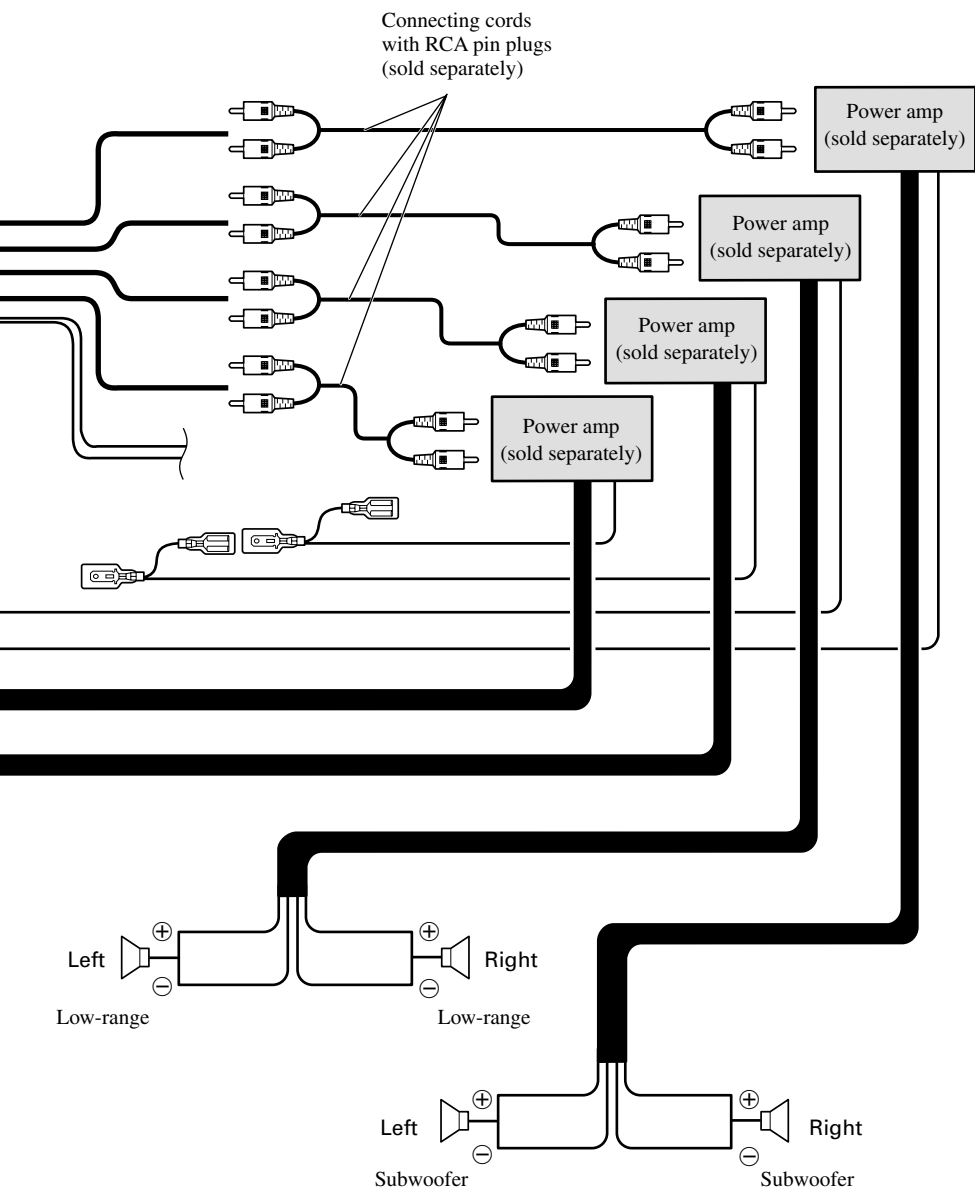 Connecting cords
with RCA pin plugs
(sold separately)
Power amp
(sold separately)
Power amp
(sold separately)
Power amp
(sold separately)
Power amp
(sold separately)
⊕
⊕
Left
Right
⊖
⊖
Low-range
Low-range
⊕
⊕
Left
Right
⊖
⊖
Subwoofer
Subwoofer